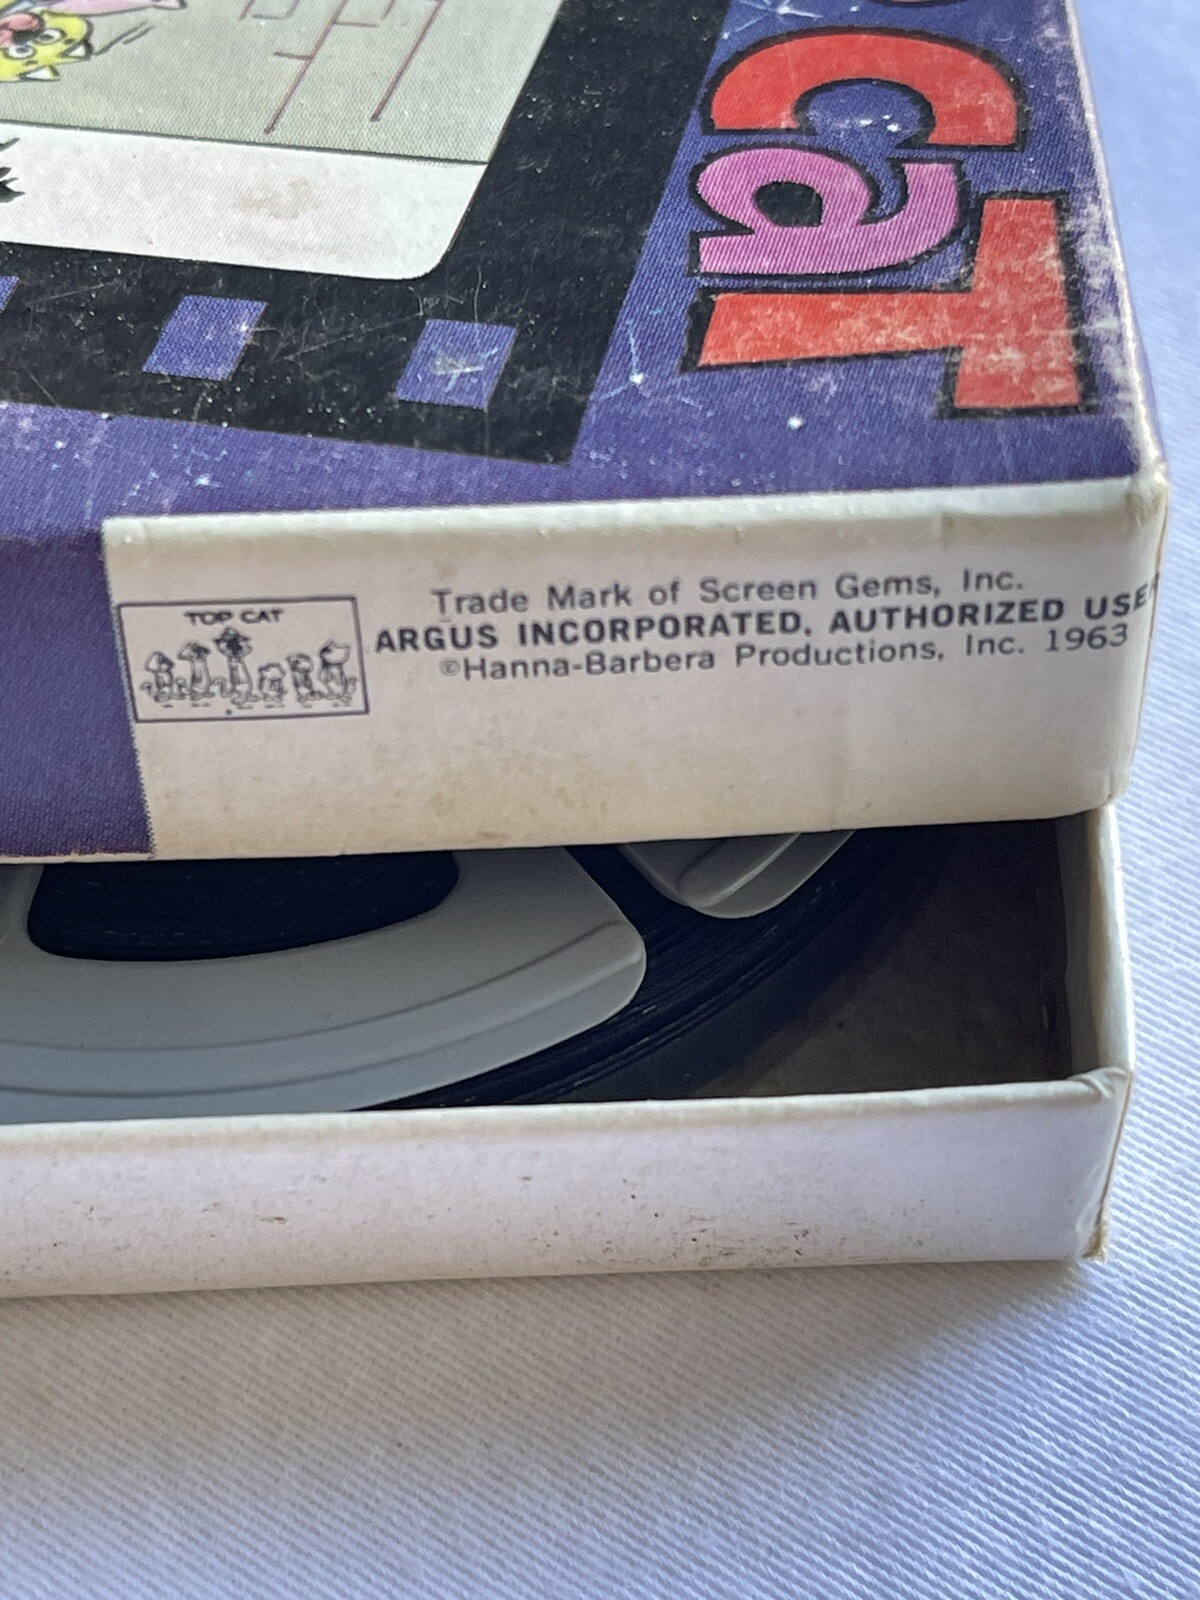 Cat
TOP CAT
Trade Mark of Screen Gems, Inc.
ARGUS INCORPORATED, AUTHORIZED USER
©Hanna-Barbera Productions, Inc. 1963